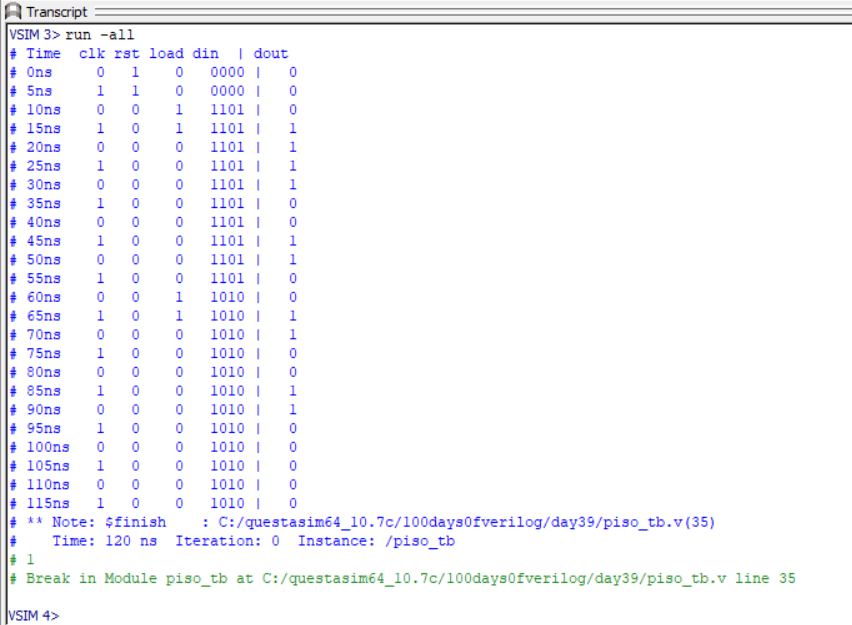 Transcript
VSIM 3> run -all
# Time  clk rst load din  | dout
# 0ns     0   1    0   0000 |   0
# 5ns     1   1    0   0000 |   0
# 10ns    0   0    1   1101 |   0
# 15ns    1   0    1   1101 |   1
# 20ns    0   0    0   1101 |   1
# 25ns    1   0    0   1101 |   1
# 30ns    0   0    0   1101 |   1
# 35ns    1   0    0   1101 |   0
# 40ns    0   0    0   1101 |   0
# 45ns    1   0    0   1101 |   1
# 50ns    0   0    0   1101 |   1
# 55ns    1   0    0   1101 |   0
# 60ns    0   0    1   1010 |   0
# 65ns    1   0    1   1010 |   1
# 70ns    0   0    0   1010 |   1
# 75ns    1   0    0   1010 |   0
# 80ns    0   0    0   1010 |   0
# 85ns    1   0    0   1010 |   1
# 90ns    0   0    0   1010 |   1
# 95ns    1   0    0   1010 |   0
# 100ns   0   0    0   1010 |   0
# 105ns   1   0    0   1010 |   0
# 110ns   0   0    0   1010 |   0
# 115ns   1   0    0   1010 |   0
# ** Note: $finish    : C:/questasim64_10.7c/100days0fverilog/day39/piso_tb.v(35)
#    Time: 120 ns  Iteration: 0  Instance: /piso_tb
# 1
# Break in Module piso_tb at C:/questasim64_10.7c/100days0fverilog/day39/piso_tb.v line 35
VSIM 4>